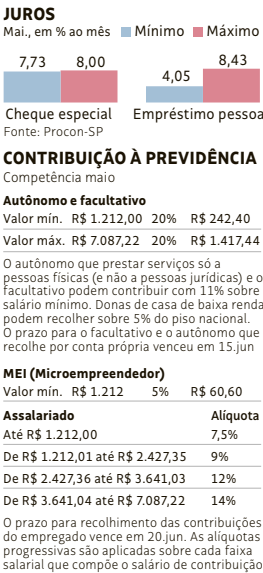 JUROS
Mai., em % ao mês Mínimo Máximo
7,73 8,00 4,05 8,43
Cheque especial Empréstimo pessoa
Fonte: Procon-SP
CONTRIBUIÇÃO À PREVIDÊNCIA
Competência maio
Autônomo e facultativo
Valor mín. R$ 1.212,00 20% R$ 242,40
Valor máx. R$ 7.087,22 20% R$ 1.417,44
O autônomo que prestar serviços só a
pessoas físicas (e não a pessoas jurídicas) e o
facultativo podem contribuir com 11% sobre
salário mínimo. Donas de casa de baixa renda
podem recolher sobre 5% do piso nacional.
O prazo para o facultativo e o autônomo que
recolhe por conta própria venceu em 15.jun
MEI (Microempreendedor)
Valor mín. R$ 1.212 5% R$ 60,60
Assalariado Alíquota
Até R$ 1.212,00 7,5%
De R$ 1.212,01 até R$ 2.427,35 9%
De R$ 2.427,36 até R$ 3.641,03 12%
De R$ 3.641,04 até R$ 7.087,22 14%
O prazo para recolhimento das contribuições
do empregado vence em 20.jun. As alíquotas
progressivas são aplicadas sobre cada faixa
salarial que compõe o salário de contribuição